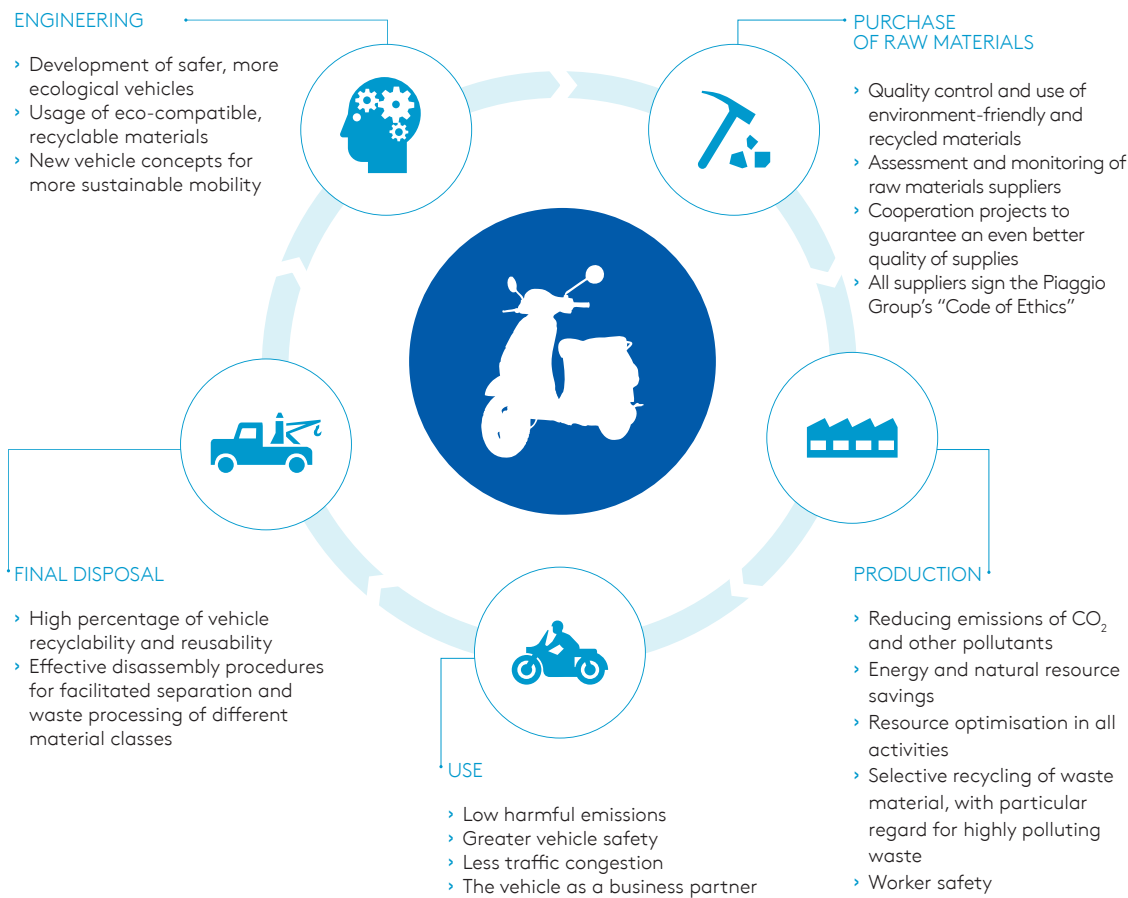 ENGINEERING
› Development of safer, more
ecological vehicles
› Usage of eco-compatible,
recyclable materials
› New vehicle concepts for
more sustainable mobility
PURCHASE
OF RAW MATERIALS
› Quality control and use of
environment-friendly and
recycled materials
› Assessment and monitoring of
raw materials suppliers
› Cooperation projects to
guarantee an even better
quality of supplies
› All suppliers sign the Piaggio
Group’s “Code of Ethics”
FINAL DISPOSAL
› High percentage of vehicle
recyclability and reusability
› Effective disassembly procedures
for facilitated separation and
waste processing of different
material classes
USE
› Low harmful emissions
› Greater vehicle safety
› Less traffic congestion
› The vehicle as a business partner
PRODUCTION
› Reducing emissions of CO₂
and other pollutants
› Energy and natural resource
savings
› Resource optimisation in all
activities
› Selective recycling of waste
material, with particular
regard for highly polluting
waste
› Worker safety